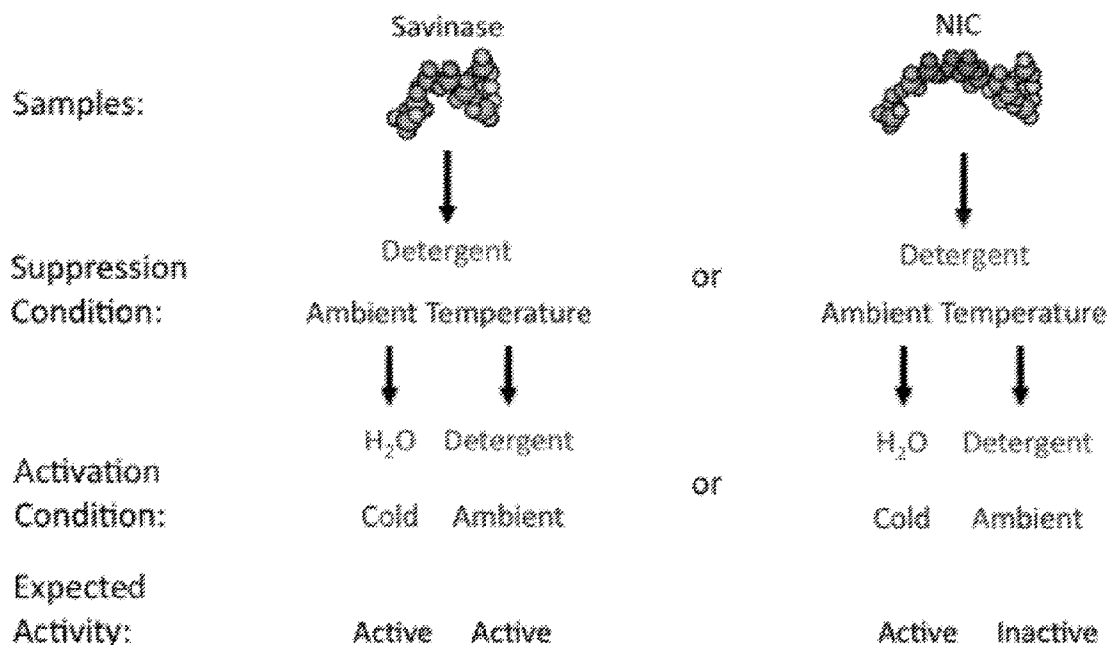 Savinase NIC
Samples:
Detergent Detergent
Suppression
Condition:
or
Ambient Temperature Ambient Temperature
H₂O Detergent H₂O Detergent
Activation
Condition:
or
Cold Ambient Cold Ambient
Expected
Activity:
Active Active Active Inactive